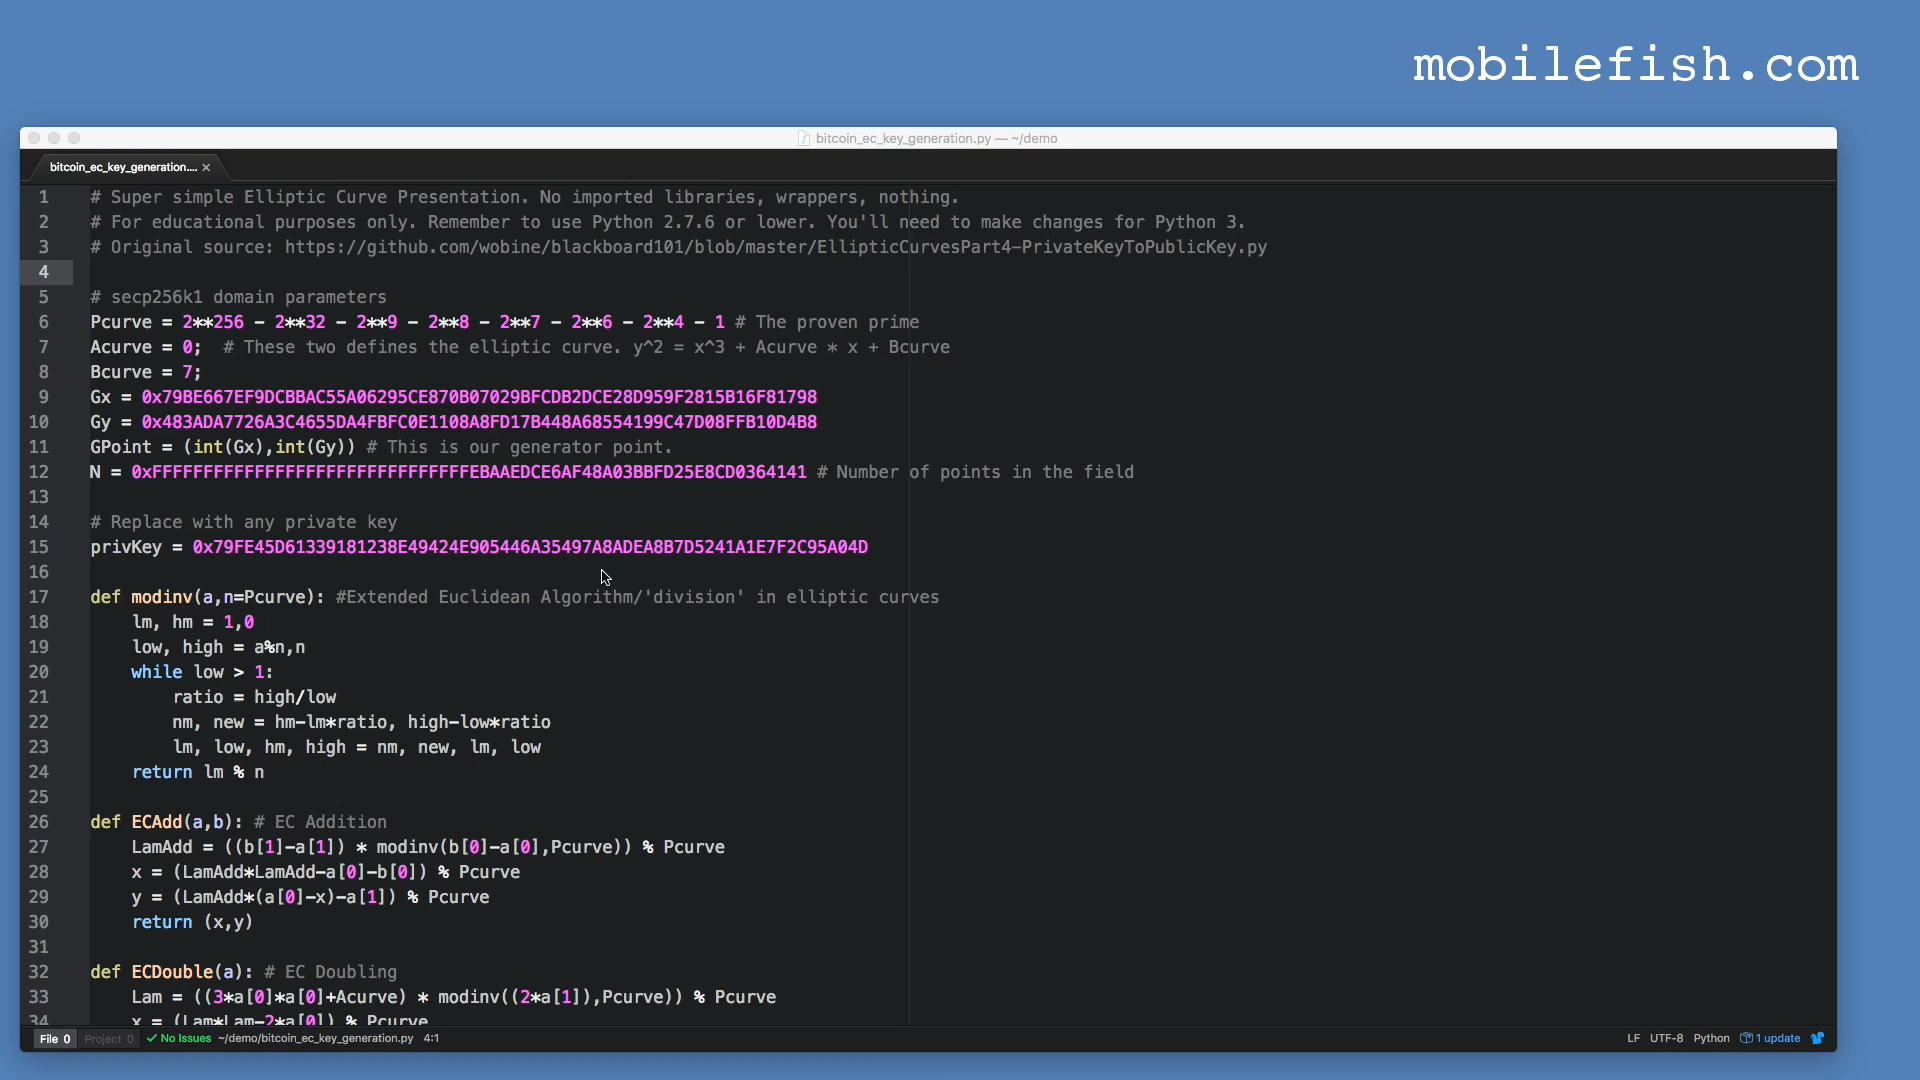 mobilefish.com
bitcoin_ec_key_generation.py — ~/demo
bitcoin_ec_key_generation.... ×
1 # Super simple Elliptic Curve Presentation. No imported libraries, wrappers, nothing.
2 # For educational purposes only. Remember to use Python 2.7.6 or lower. You'll need to make changes for Python 3.
3 # Original source: https://github.com/wobine/blackboard101/blob/master/EllipticCurvesPart4-PrivateKeyToPublicKey.py
4
5 # secp256k1 domain parameters
6 Pcurve = 2**256 - 2**32 - 2**9 - 2**8 - 2**7 - 2**6 - 2**4 - 1 # The proven prime
7 Acurve = 0; # These two defines the elliptic curve. y^2 = x^3 + Acurve * x + Bcurve
8 Bcurve = 7;
9 Gx = 0x79BE667EF9DCBBAC55A06295CE870B07029BFCDB2DCE28D959F2815B16F81798
10 Gy = 0x483ADA7726A3C4655DA4FBFC0E1108A8FD17B448A68554199C47D08FFB10D4B8
11 GPoint = (int(Gx),int(Gy)) # This is our generator point.
12 N = 0xFFFFFFFFFFFFFFFFFFFFFFFFFFFFFFFEBAAEDCE6AF48A03BBFD25E8CD0364141 # Number of points in the field
13
14 # Replace with any private key
15 privKey = 0x79FE45D61339181238E49424E905446A35497A8ADEA8B7D5241A1E7F2C95A04D
16
17 def modinv(a,n=Pcurve): #Extended Euclidean Algorithm/'division' in elliptic curves
18 lm, hm = 1,0
19 low, high = a%n,n
20 while low > 1:
21 ratio = high/low
22 nm, new = hm-lm*ratio, high-low*ratio
23 lm, low, hm, high = nm, new, lm, low
24 return lm % n
25
26 def ECAdd(a,b): # EC Addition
27 LamAdd = ((b[1]-a[1]) * modinv(b[0]-a[0],Pcurve)) % Pcurve
28 x = (LamAdd*LamAdd-a[0]-b[0]) % Pcurve
29 y = (LamAdd*(a[0]-x)-a[1]) % Pcurve
30 return (x,y)
31
32 def ECDouble(a): # EC Doubling
33 Lam = ((3*a[0]*a[0]+Acurve) * modinv((2*a[1]),Pcurve)) % Pcurve
34 x = (Lam*Lam-2*a[0]) % Pcurve
File 0 Project 0 No Issues ~/demo/bitcoin_ec_key_generation.py 4:1 LF UTF-8 Python 1 update